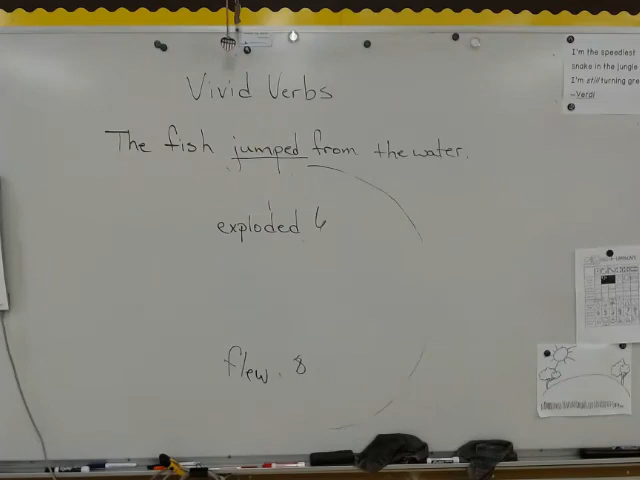 Vivid Verbs
The fish jumped from the water.
exploded 6
flew. 8
I'm the speediest
snake in the jungle
I'm still turning gre
-Verdi